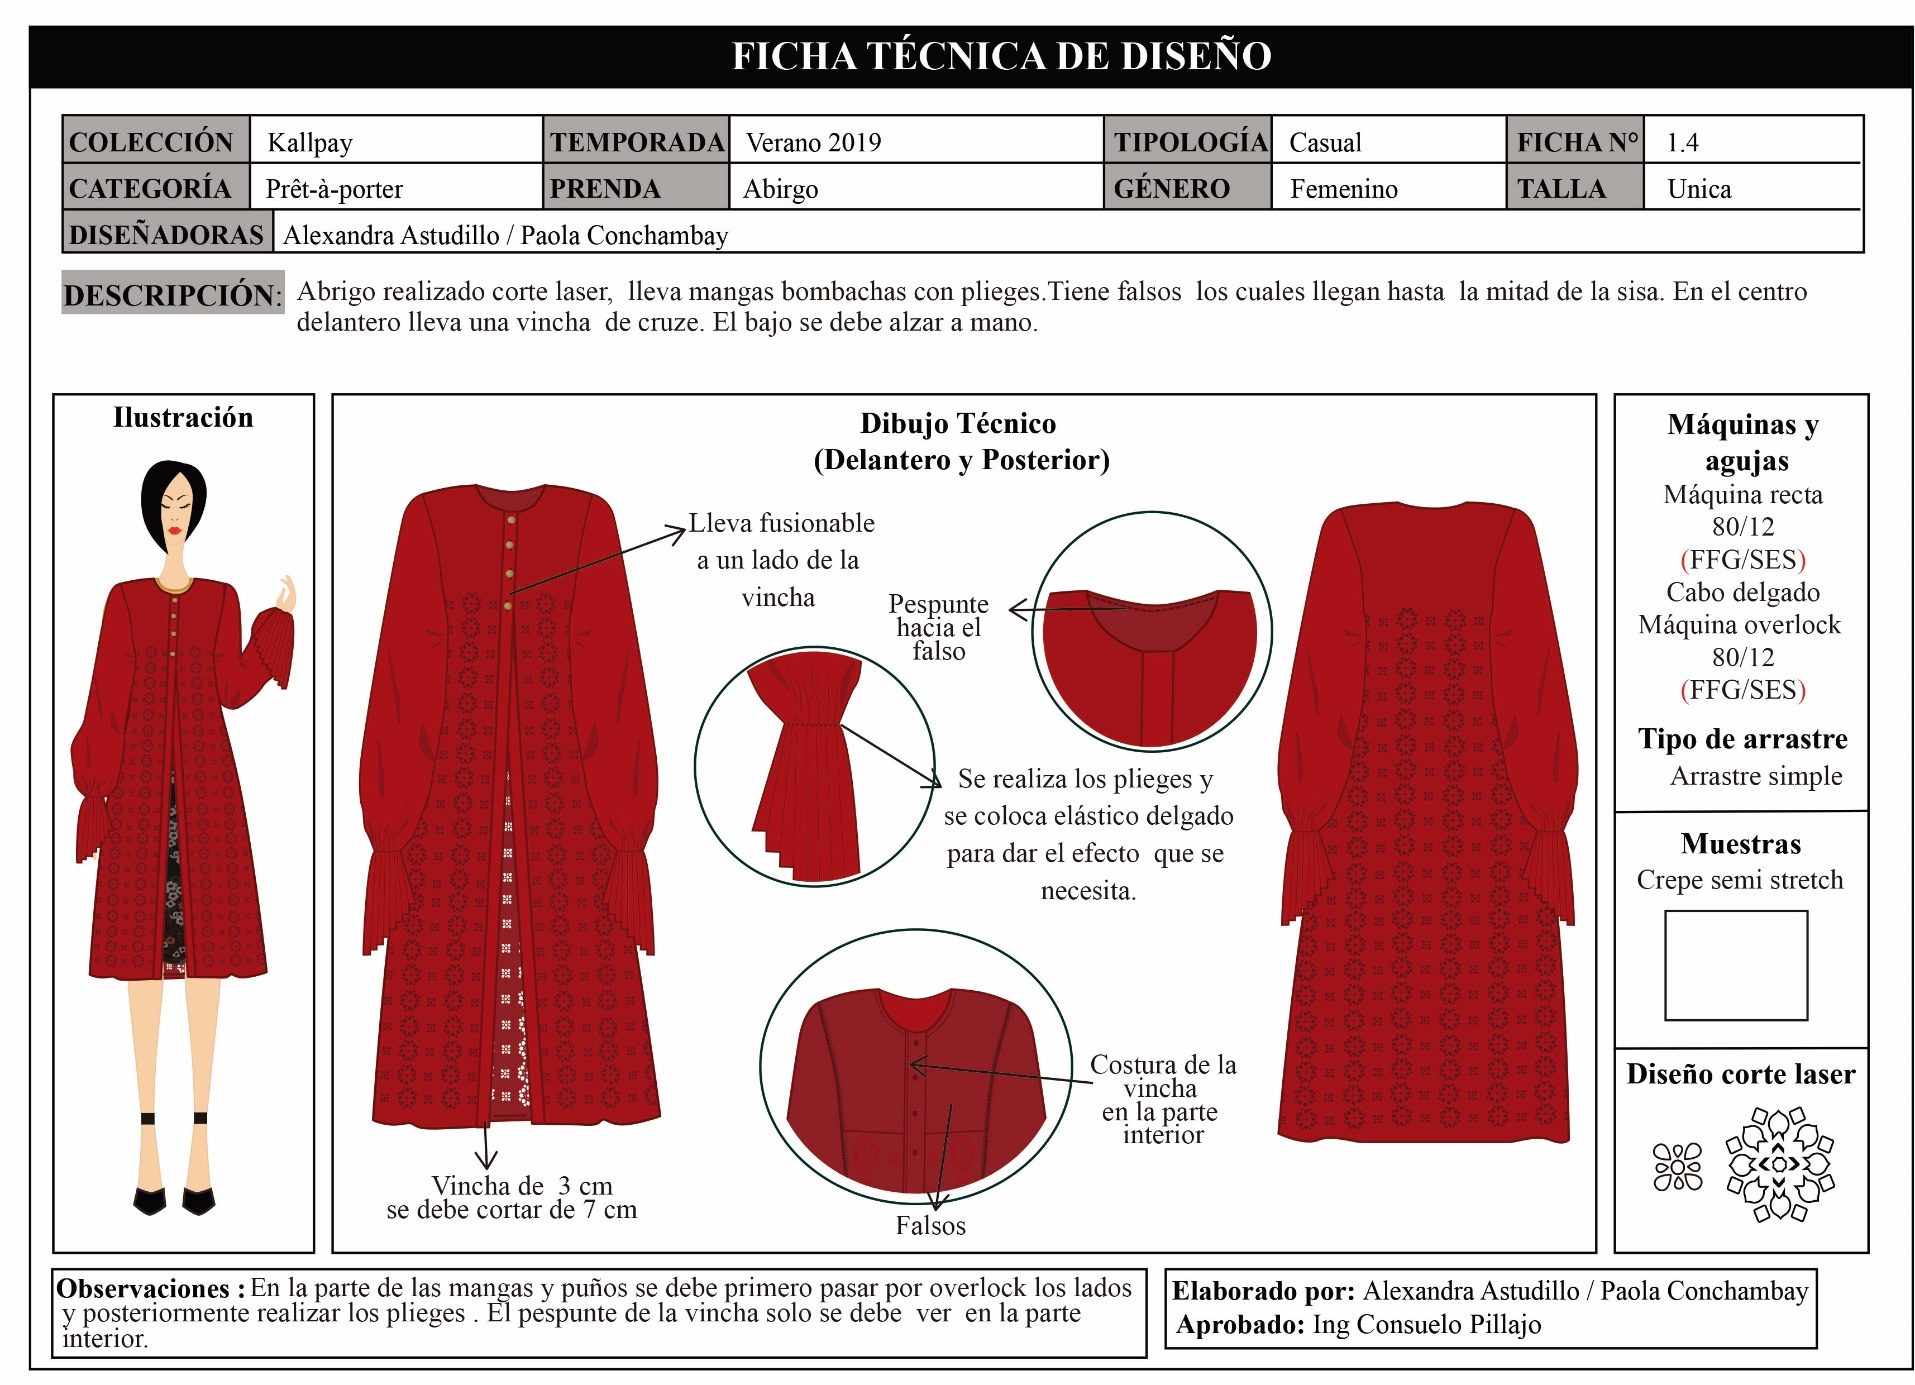 FICHA TÉCNICA DE DISEÑO
COLECCIÓN Kallpay TEMPORADA Verano 2019 TIPOLOGÍA Casual FICHA N° 1.4
CATEGORÍA Prêt-à-porter PRENDA Abirgo GÉNERO Femenino TALLA Unica
DISEÑADORAS Alexandra Astudillo / Paola Conchambay
DESCRIPCIÓN: Abrigo realizado corte laser, lleva mangas bombachas con plieges.Tiene falsos los cuales llegan hasta la mitad de la sisa. En el centro
delantero lleva una vincha de cruze. El bajo se debe alzar a mano.
Ilustración
Dibujo Técnico
(Delantero y Posterior)
Lleva fusionable
a un lado de la
vincha
Pespunte
hacia el
falso
Se realiza los plieges y
se coloca elástico delgado
para dar el efecto que se
necesita.
Costura de la
vincha
en la parte
interior
Vincha de 3 cm
se debe cortar de 7 cm
Falsos
Máquinas y
agujas
Máquina recta
80/12
(FFG/SES)
Cabo delgado
Máquina overlock
80/12
(FFG/SES)
Tipo de arrastre
Arrastre simple
Muestras
Crepe semi stretch
Diseño corte laser
Observaciones : En la parte de las mangas y puños se debe primero pasar por overlock los lados
y posteriormente realizar los plieges . El pespunte de la vincha solo se debe ver en la parte
interior.
Elaborado por: Alexandra Astudillo / Paola Conchambay
Aprobado: Ing Consuelo Pillajo